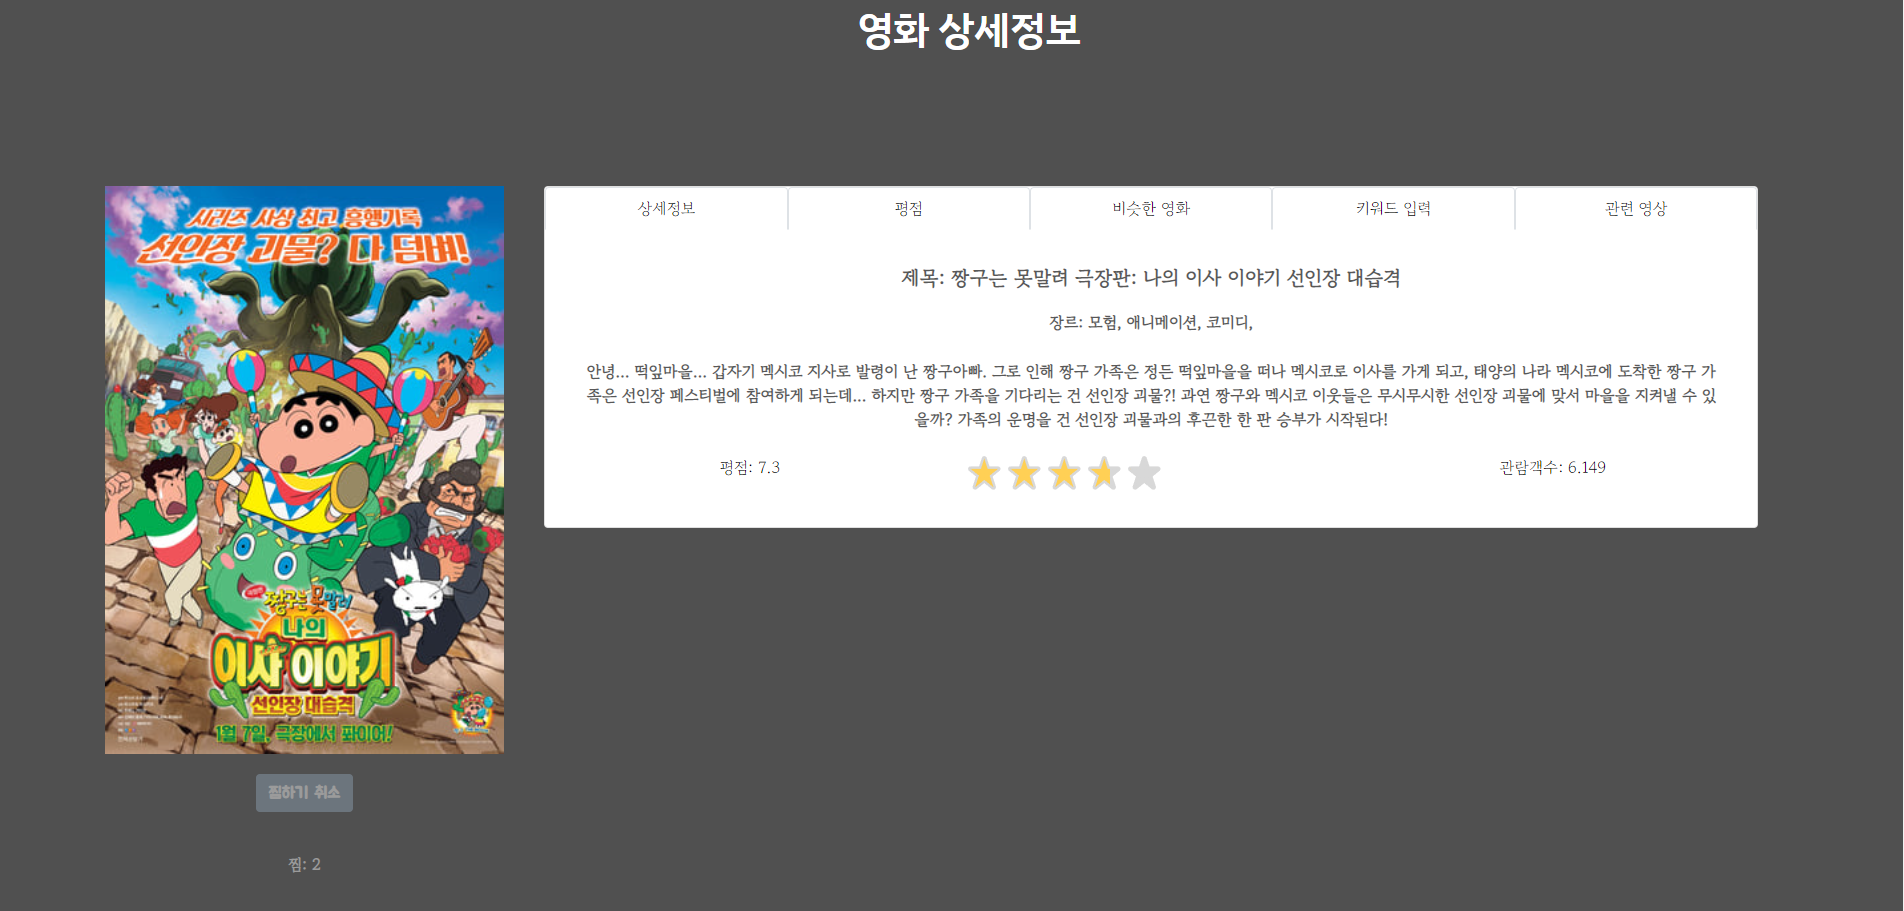 영화 상세정보
시리즈 사상 최고 흥행기록
선인장 괴물? 다 덤벼!
짱구는 못말려
나의
이사 이야기
선인장 대습격
1월 7일, 극장에서 퐈이어!
찜하기 취소
찜: 2
상세정보
평점
비슷한 영화
키워드 입력
관련 영상
제목: 짱구는 못말려 극장판: 나의 이사 이야기 선인장 대습격
장르: 모험, 애니메이션, 코미디,
안녕... 떡잎마을... 갑자기 멕시코 지사로 발령이 난 짱구아빠. 그로 인해 짱구 가족은 정든 떡잎마을을 떠나 멕시코로 이사를 가게 되고, 태양의 나라 멕시코에 도착한 짱구 가
족은 선인장 페스티벌에 참여하게 되는데... 하지만 짱구 가족을 기다리는 건 선인장 괴물?! 과연 짱구와 멕시코 이웃들은 무시무시한 선인장 괴물에 맞서 마을을 지켜낼 수 있
을까? 가족의 운명을 건 선인장 괴물과의 후끈한 한 판 승부가 시작된다!
평점: 7.3
관람객수: 6.149